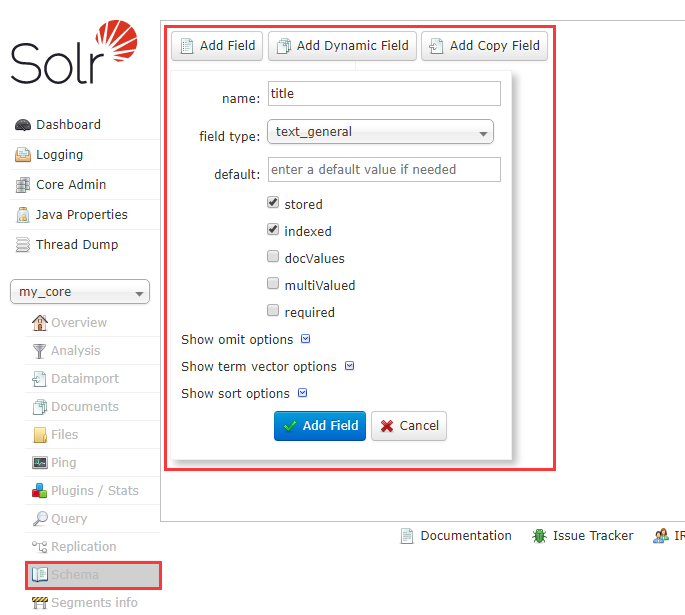 Solr
Dashboard
Logging
Core Admin
Java Properties
Thread Dump
my_core
Overview
Analysis
Dataimport
Documents
Files
Ping
Plugins / Stats
Query
Replication
Schema
Segments info
Add Field
Add Dynamic Field
Add Copy Field
name: title
field type: text_general
default: enter a default value if needed
stored
indexed
docValues
multiValued
required
Show omit options
Show term vector options
Show sort options
Add Field
Cancel
Documentation
Issue Tracker
IR